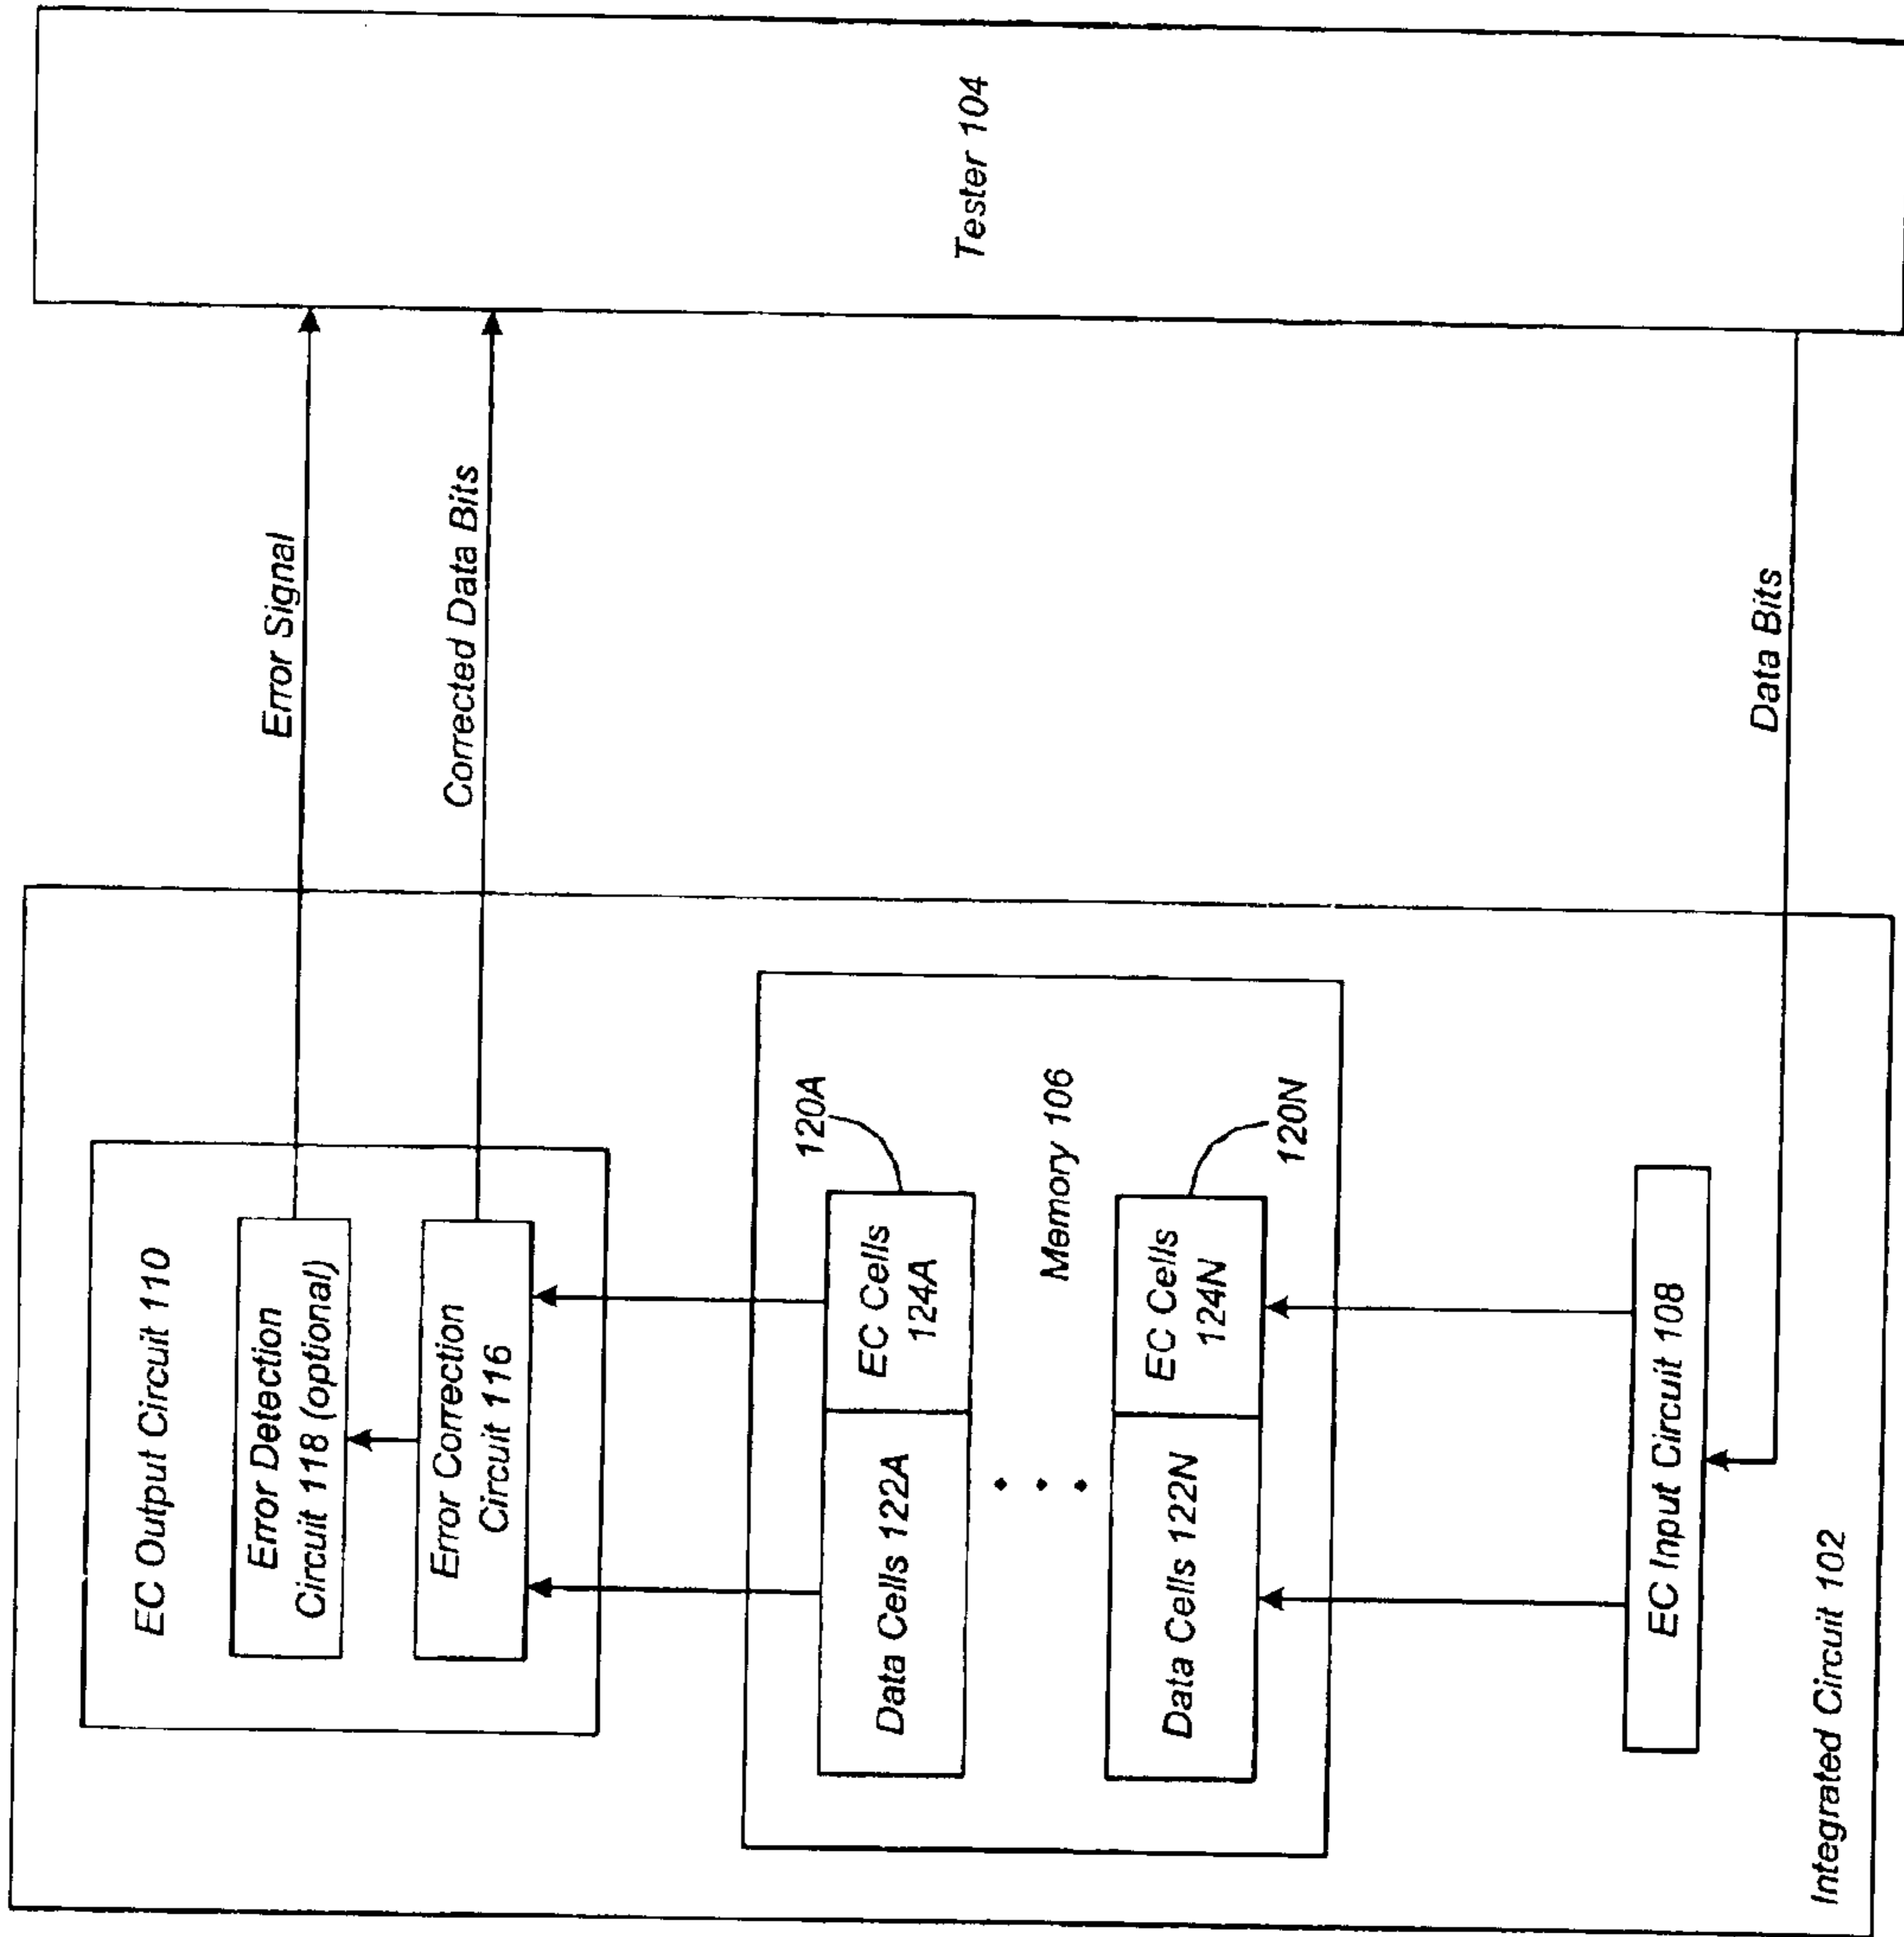 EC Output Circuit 110
Error Detection
Circuit 118 (optional)
Error Correction
Circuit 116
Error Signal
Corrected Data Bits
Tester 104
120A
Data Cells 122A
EC Cells
124A
Memory 106
120N
Data Cells 122N
EC Cells
124N
EC Input Circuit 108
Data Bits
Integrated Circuit 102